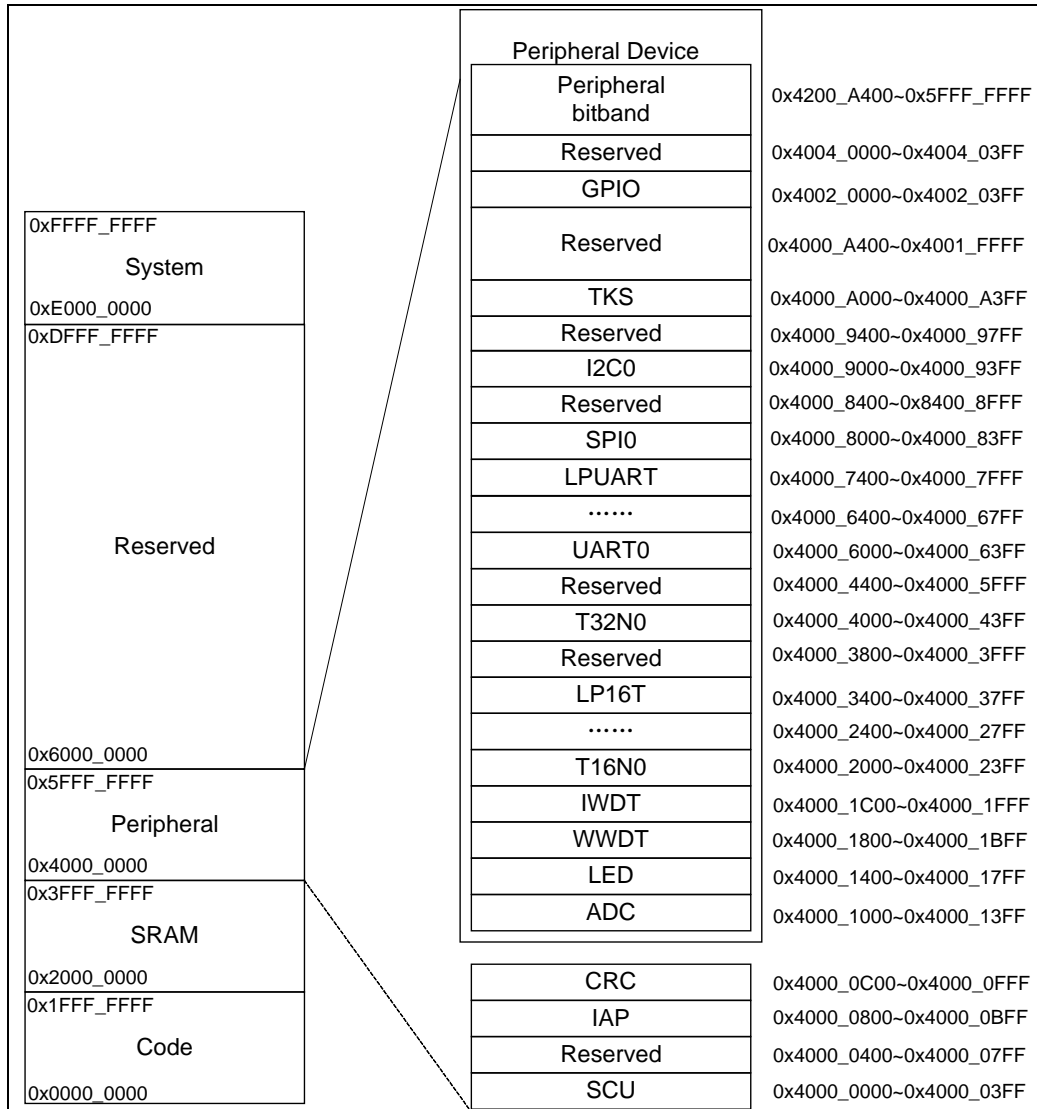 0xFFFF_FFFF
System
0xE000_0000
0xDFFF_FFFF
Reserved
0x6000_0000
0x5FFF_FFFF
Peripheral
0x4000_0000
0x3FFF_FFFF
SRAM
0x2000_0000
0x1FFF_FFFF
Code
0x0000_0000
Peripheral Device
Peripheral
bitband
0x4200_A400~0x5FFF_FFFF
Reserved 0x4004_0000~0x4004_03FF
GPIO 0x4002_0000~0x4002_03FF
Reserved 0x4000_A400~0x4001_FFFF
TKS 0x4000_A000~0x4000_A3FF
Reserved 0x4000_9400~0x4000_97FF
I2C0 0x4000_9000~0x4000_93FF
Reserved 0x4000_8400~0x8400_8FFF
SPI0 0x4000_8000~0x4000_83FF
LPUART 0x4000_7400~0x4000_7FFF
…… 0x4000_6400~0x4000_67FF
UART0 0x4000_6000~0x4000_63FF
Reserved 0x4000_4400~0x4000_5FFF
T32N0 0x4000_4000~0x4000_43FF
Reserved 0x4000_3800~0x4000_3FFF
LP16T 0x4000_3400~0x4000_37FF
…… 0x4000_2400~0x4000_27FF
T16N0 0x4000_2000~0x4000_23FF
IWDT 0x4000_1C00~0x4000_1FFF
WWDT 0x4000_1800~0x4000_1BFF
LED 0x4000_1400~0x4000_17FF
ADC 0x4000_1000~0x4000_13FF
CRC 0x4000_0C00~0x4000_0FFF
IAP 0x4000_0800~0x4000_0BFF
Reserved 0x4000_0400~0x4000_07FF
SCU 0x4000_0000~0x4000_03FF